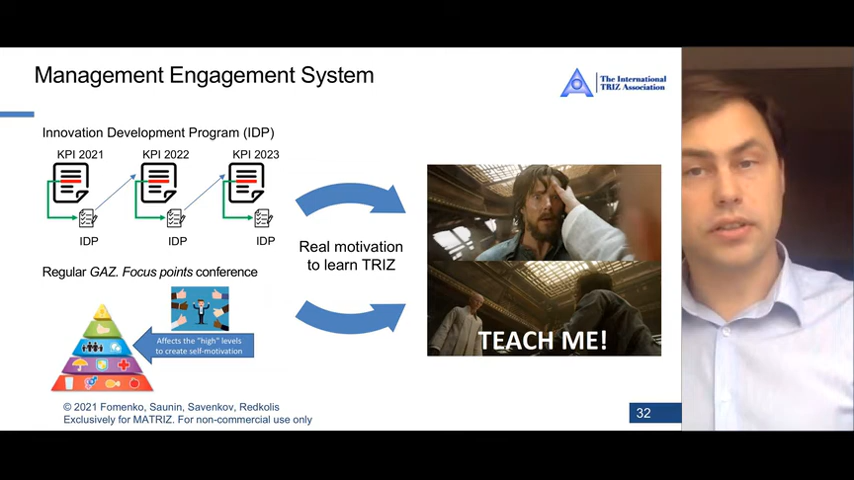 Management Engagement System
The International
TRIZ Association
Innovation Development Program (IDP)
KPI 2021
KPI 2022
KPI 2023
IDP
IDP
IDP
Real motivation
to learn TRIZ
Regular GAZ. Focus points conference
Affects the "high" levels
to create self-motivation
TEACH ME!
© 2021 Fomenko, Saunin, Savenkov, Redkolis
Exclusively for MATRIZ. For non-commercial use only
32